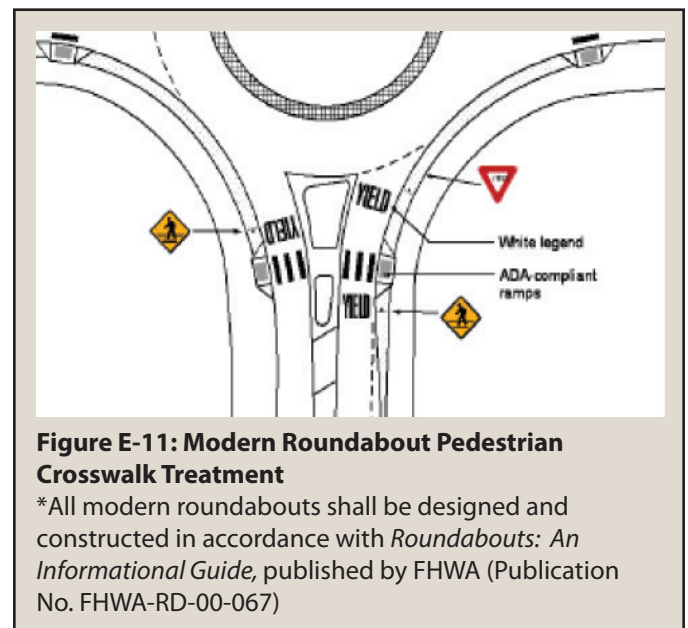 YIELD
YIELD
White legend
ADA-compliant
ramps
YIELD
Figure E-11: Modern Roundabout Pedestrian
Crosswalk Treatment
*All modern roundabouts shall be designed and
constructed in accordance with Roundabouts: An
Informational Guide, published by FHWA (Publication
No. FHWA-RD-00-067)